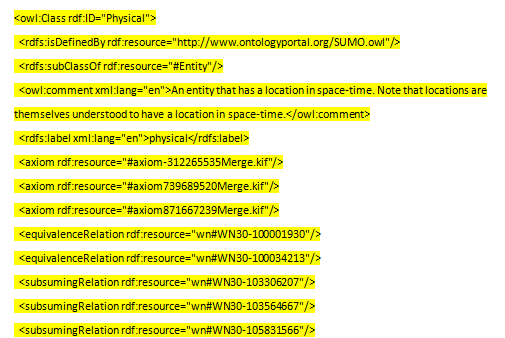 <owl:Class rdf:ID="Physical">
<rdfs:isDefinedBy rdf:resource="http://www.ontologyportal.org/SUMO.owl"/>
<rdfs:subClassOf rdf:resource="#Entity"/>
<owl:comment xml:lang="en">An entity that has a location in space-time. Note that locations are
themselves understood to have a location in space-time.</owl:comment>
<rdfs:label xml:lang="en">physical</rdfs:label>
<axiom rdf:resource="#axiom-312265535Merge.kif"/>
<axiom rdf:resource="#axiom739689520Merge.kif"/>
<axiom rdf:resource="#axiom871667239Merge.kif"/>
<equivalenceRelation rdf:resource="wn#WN30-100001930"/>
<equivalenceRelation rdf:resource="wn#WN30-100034213"/>
<subsumingRelation rdf:resource="wn#WN30-103306207"/>
<subsumingRelation rdf:resource="wn#WN30-103564667"/>
<subsumingRelation rdf:resource="wn#WN30-105831566"/>